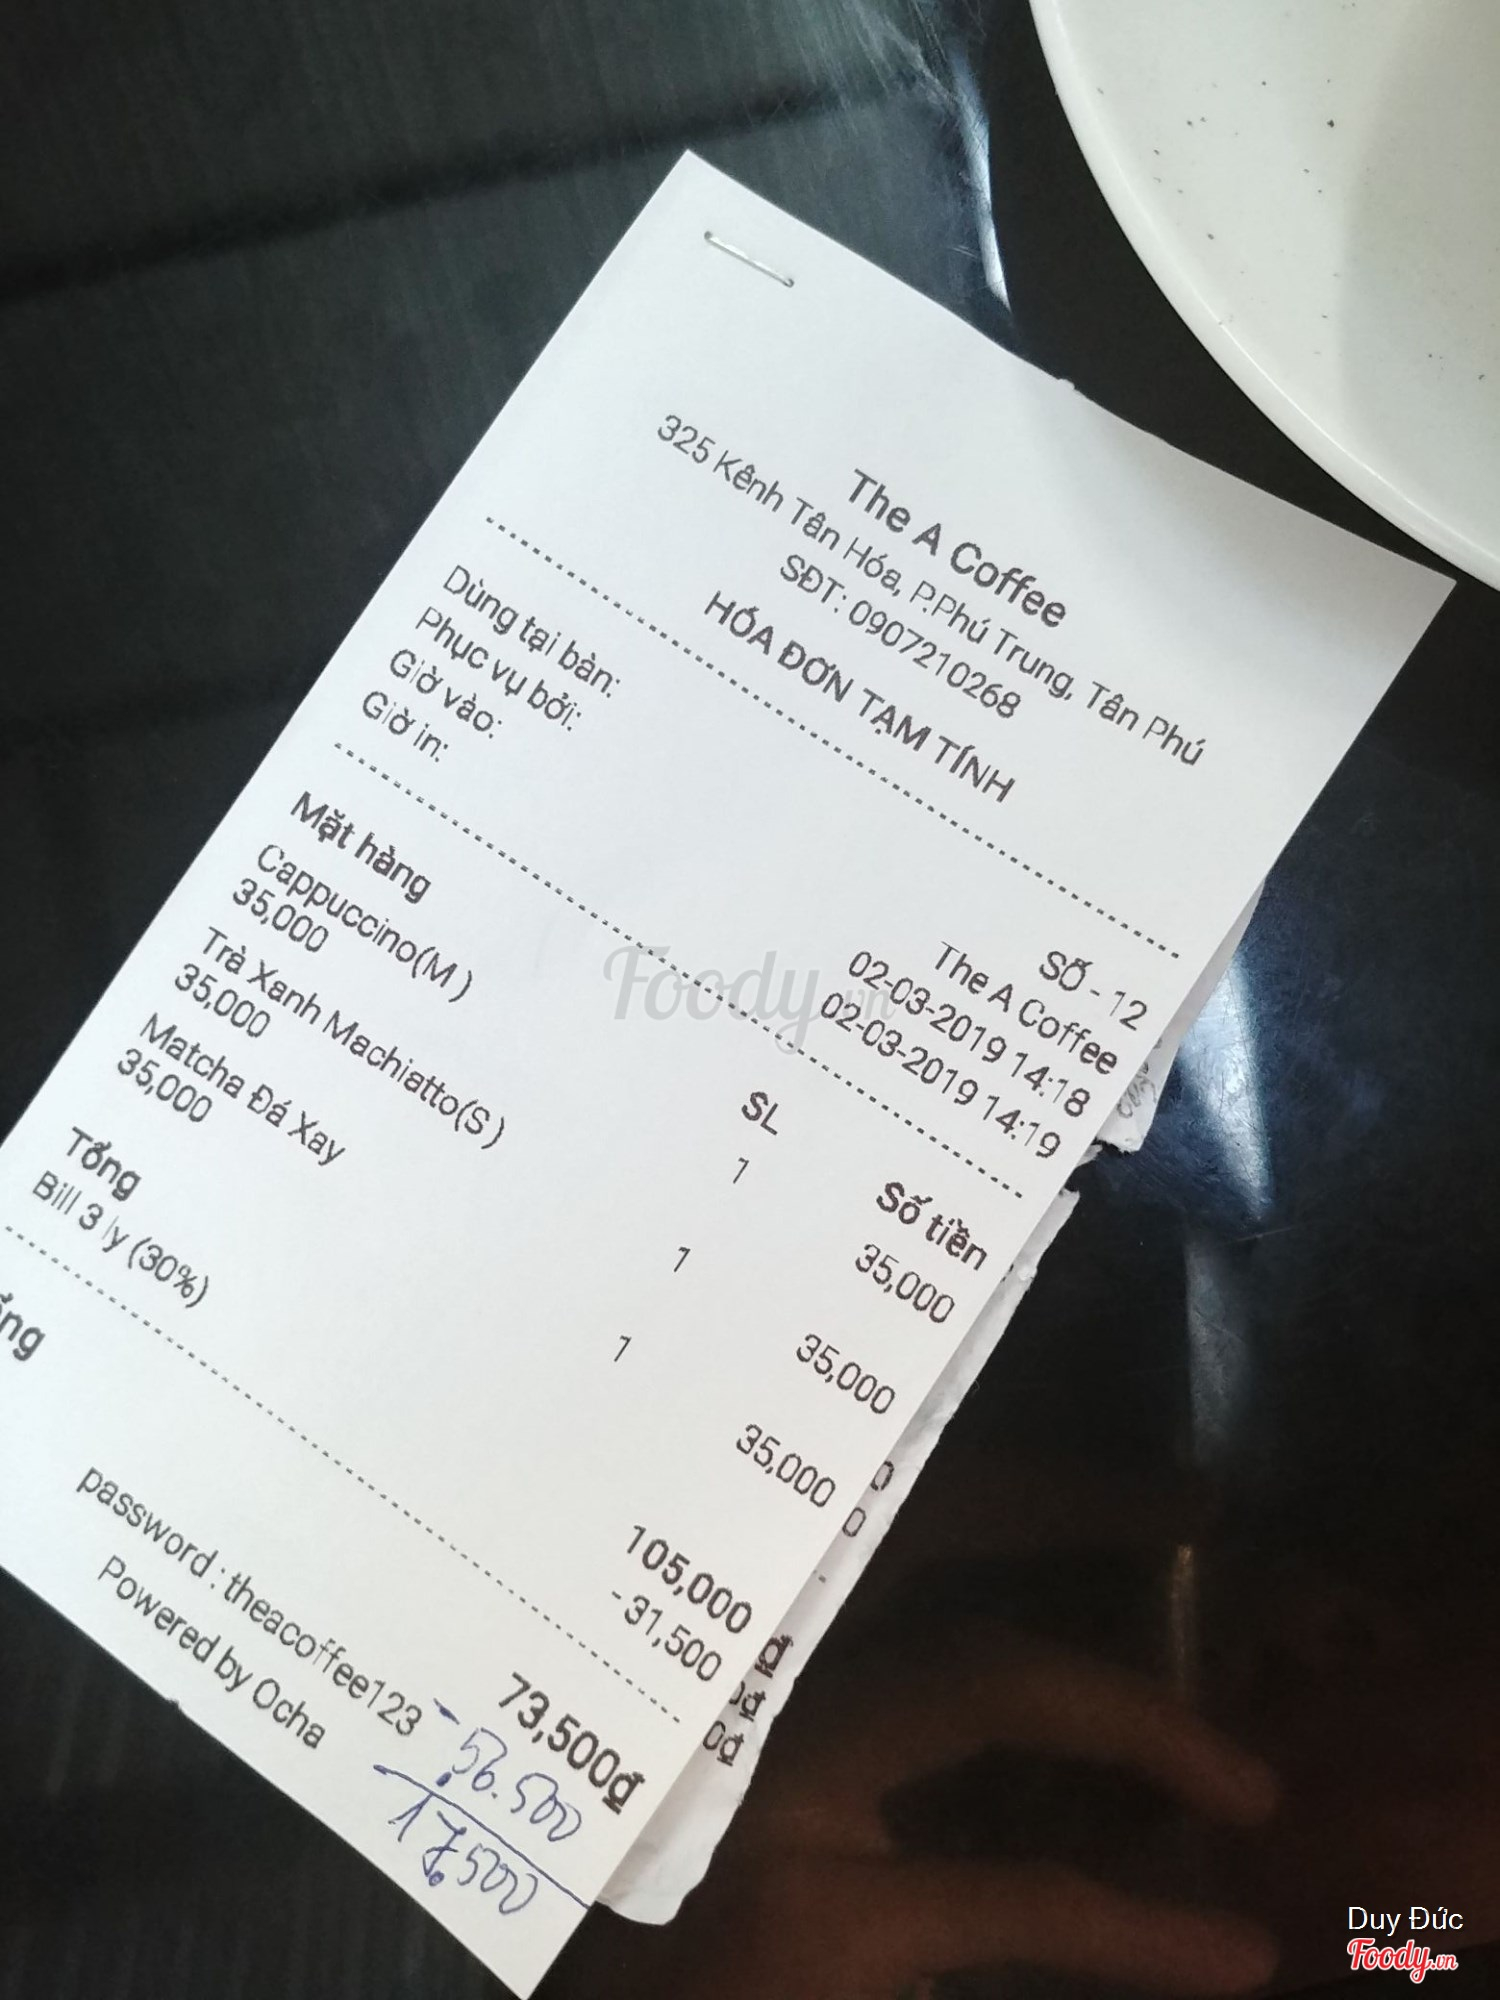 The A Coffee
325 Kênh Tân Hóa, P.Phú Trung, Tân Phú
SĐT: 0907210268
HÓA ĐƠN TẠM TÍNH
Dùng tại bàn: SỐ - 12
Phục vụ bởi: The A Coffee
Giờ vào: 02-03-2019 14:18
Giờ in: 02-03-2019 14:19
Mặt hàng SL Số tiền
Cappuccino(M )
35,000 1 35,000
Trà Xanh Machiatto(S )
35,000 1 35,000
Matcha Đá Xay
35,000 1 35,000
Tổng 105,000 ₫
Bill 3 ly (30%) -31,500
73,500₫
password : theacoffee123
Powered by Ocha
- 56.500
17.500
Foody.vn
Duy Đức
Foody.vn